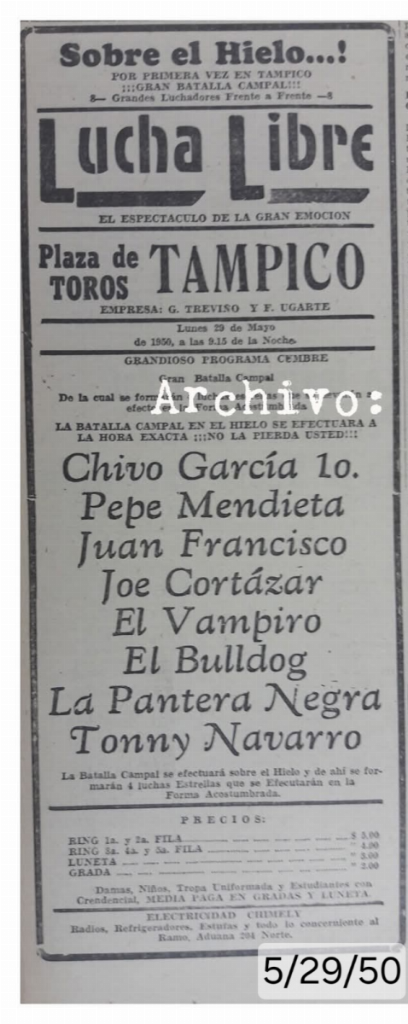 Sobre el Hielo...!
POR PRIMERA VEZ EN TAMPICO
¡¡¡GRAN BATALLA CAMPAL!!!
8— Grandes Luchadores Frente a Frente —8
Lucha Libre
EL ESPECTACULO DE LA GRAN EMOCION
Plaza de TOROS TAMPICO
EMPRESA: G. TREVIÑO Y F. UGARTE
Lunes 29 de Mayo
de 1950, a las 9.15 de la Noche.
GRANDIOSO PROGRAMA CUMBRE
Gran Batalla Campal
De la cual se
Archivo:
Forma Acostumbrada
LA BATALLA CAMPAL EN EL HIELO SE EFECTUARA A
LA HORA EXACTA ¡¡¡NO LA PIERDA USTED!!!
Chivo García 1o.
Pepe Mendieta
Juan Francisco
Joe Cortázar
El Vampiro
El Bulldog
La Pantera Negra
Tonny Navarro
La Batalla Campal se efectuará sobre el Hielo y de ahí se for-
marán 4 luchas Estrellas que se Efecutarán en la
Forma Acostumbrada.
PRECIOS:
RING 1a. y 2a. FILA $ 5.00
RING 3a. 4a. y 5a. FILA " 4.00
LUNETA " 3.00
GRADA " 2.00
Damas, Niños, Tropa Uniformada y Estudiantes con
Crendencial, MEDIA PAGA EN GRADAS Y LUNETA.
ELECTRICIDAD CHIMELY
Radios, Refrigeradores, Estufas y todo lo concerniente al
Ramo, Aduana 204 Norte.
5/29/50